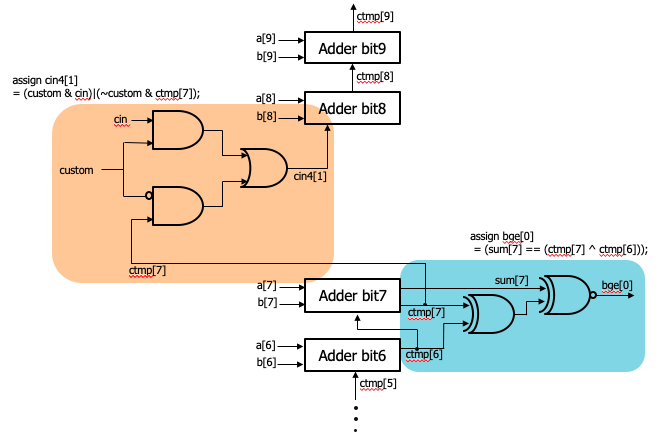 ctmp[9]
a[9]
b[9]
Adder bit9
ctmp[8]
assign cin4[1]
= (custom & cin)|(~custom & ctmp[7]);
a[8]
b[8]
Adder bit8
cin
custom
cin4[1]
ctmp[7]
assign bge[0]
= (sum[7] == (ctmp[7] ^ ctmp[6]));
a[7]
b[7]
Adder bit7
sum[7]
bge[0]
ctmp[7]
a[6]
b[6]
Adder bit6
ctmp[6]
ctmp[5]